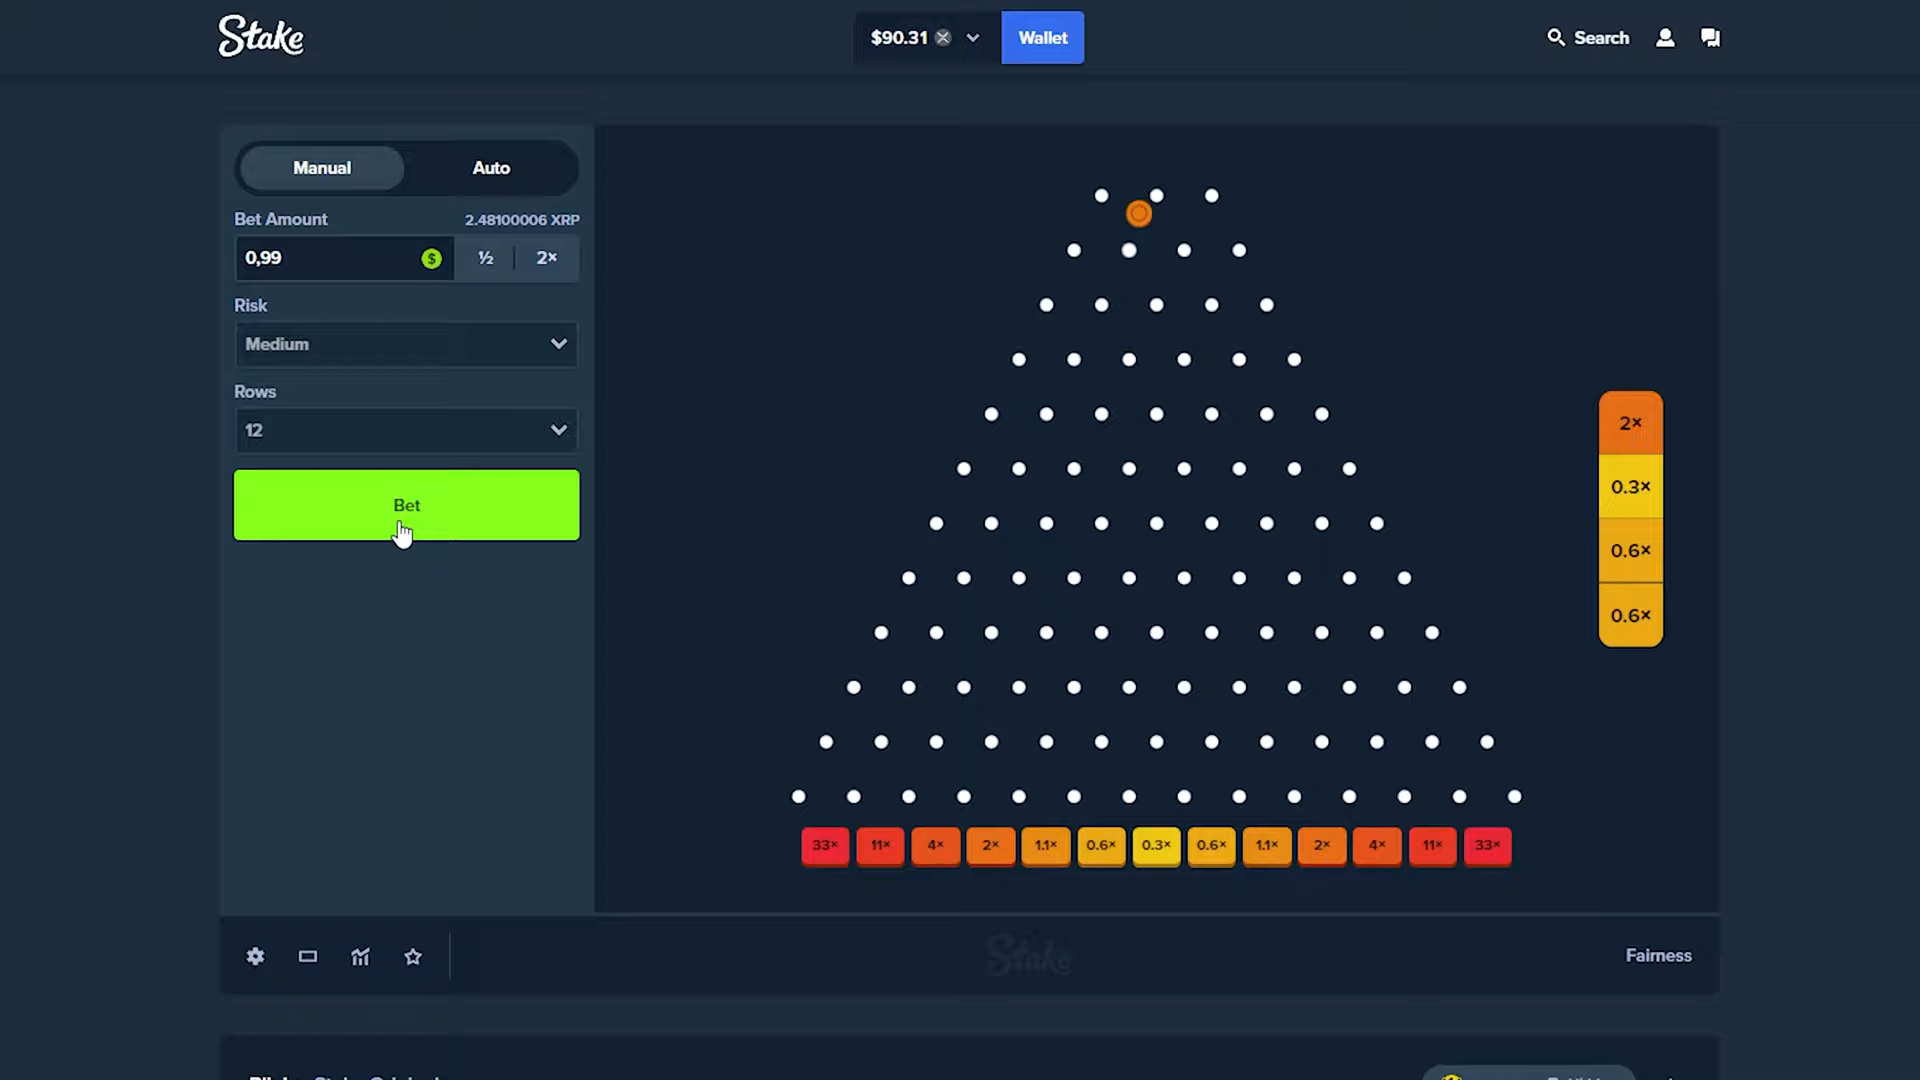 Stake
$90.31
Wallet
Search
Manual
Auto
Bet Amount
2.48100006 XRP
0,99
$
½
2×
Risk
Medium
Rows
12
Bet
2×
0.3×
0.6×
0.6×
33×
11×
4×
2×
1.1×
0.6×
0.3×
0.6×
1.1×
2×
4×
11×
33×
Stake
Fairness